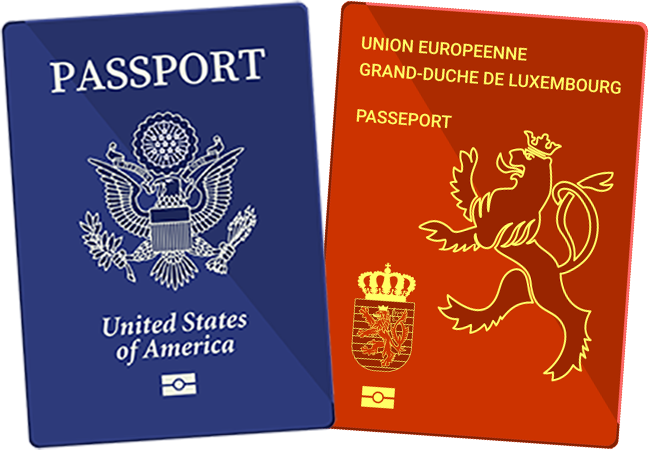 PASSPORT
United States
of America
UNION EUROPEENNE
GRAND-DUCHE DE LUXEMBOURG
PASSEPORT